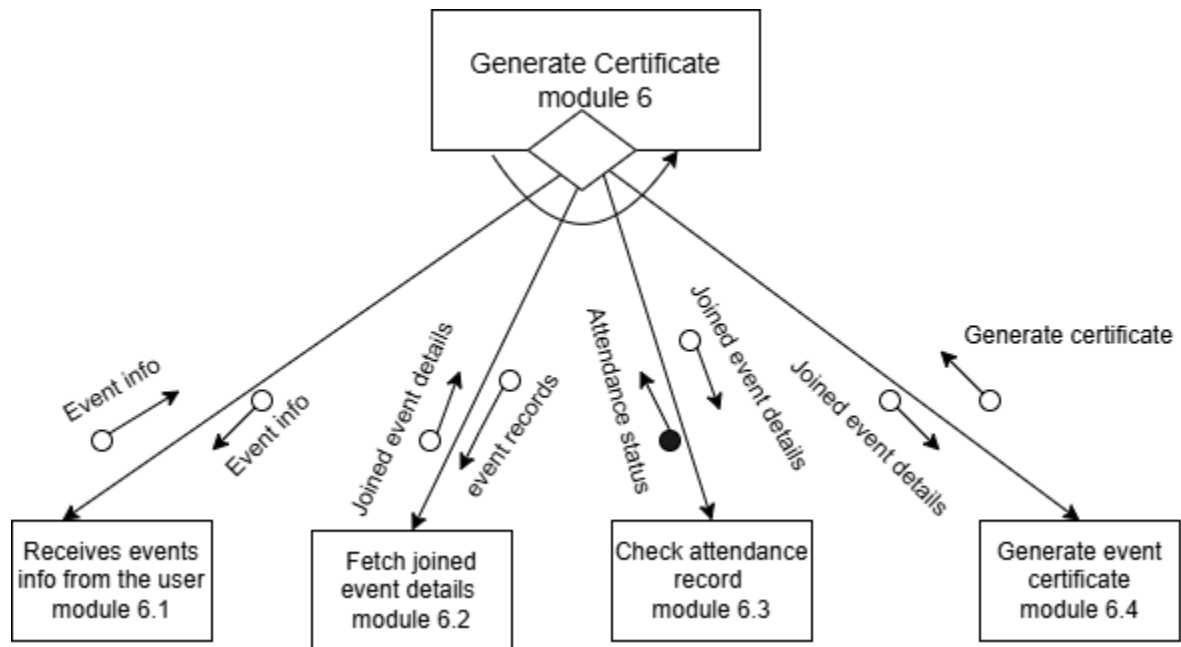 Generate Certificate
module 6
Event info
Event info
Joined event details
event records
Attendance status
Joined event details
Joined event details
Generate certificate
Receives events
info from the user
module 6.1
Fetch joined
event details
module 6.2
Check attendance
record
module 6.3
Generate event
certificate
module 6.4